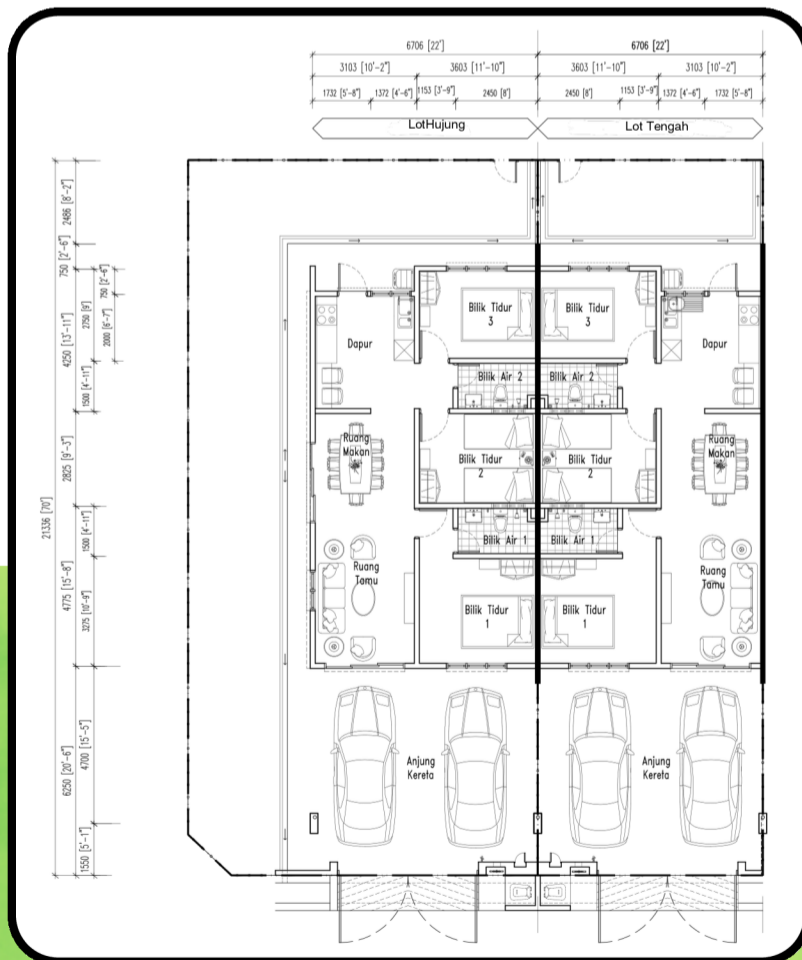 6706 [22']
6706 [22']
3103 [10'-2"]
3603 [11'-10"]
3603 [11'-10"]
3103 [10'-2"]
1732 [5'-8"]
1372 [4'-6"]
1153 [3'-9"]
2450 [8']
2450 [8']
1153 [3'-9"]
1372 [4'-6"]
1732 [5'-8"]
LotHujung
Lot Tengah
21336 [70']
2486 [8'-2"]
750 [2'-6"]
4250 [13'-11"]
2825 [9'-3"]
4775 [15'-8"]
6250 [20'-6"]
2750 [9']
1500 [4'-11"]
1500 [4'-11"]
3275 [10'-9"]
4700 [15'-5"]
1550 [5'-1"]
750 [2'-6"]
2000 [6'-7"]
Bilik Tidur
3
Bilik Tidur
3
Dapur
Dapur
Bilik Air 2
Bilik Air 2
Ruang
Makan
Bilik Tidur
2
Bilik Tidur
2
Ruang
Makan
Bilik Air 1
Bilik Air 1
Ruang
Tamu
Bilik Tidur
1
Bilik Tidur
1
Ruang
Tamu
Anjung
Kereta
Anjung
Kereta